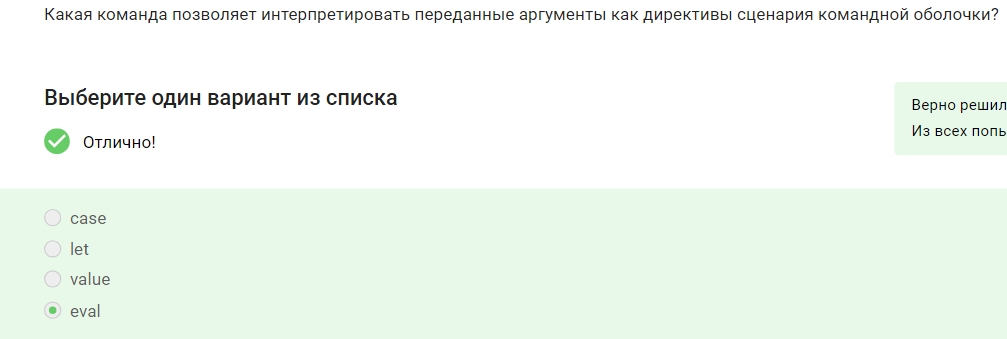 Какая команда позволяет интерпретировать переданные аргументы как директивы сценария командной оболочки?
Выберите один вариант из списка
Отлично!
Верно решил
Из всех попы
case
let
value
eval